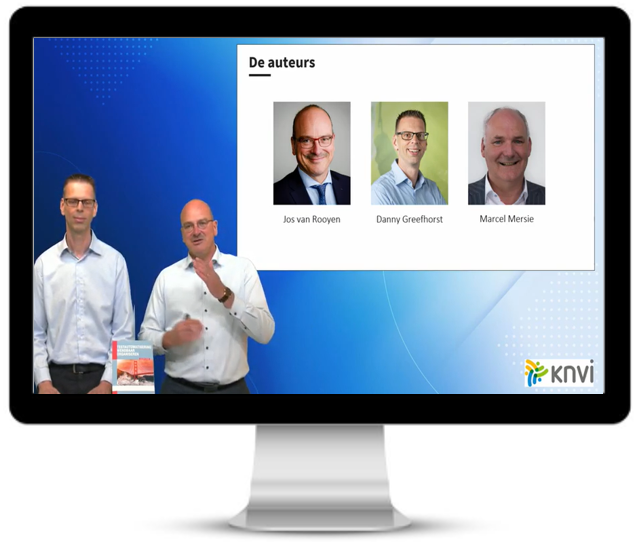 De auteurs
Jos van Rooyen
Danny Greefhorst
Marcel Mersie
KNVI